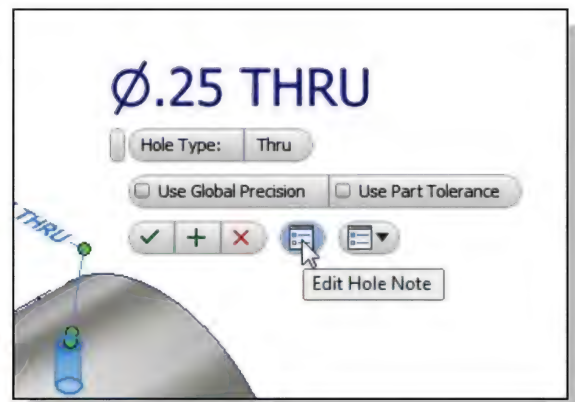 Ø.25 THRU
Hole Type: Thru
Use Global Precision Use Part Tolerance
THRU
Edit Hole Note